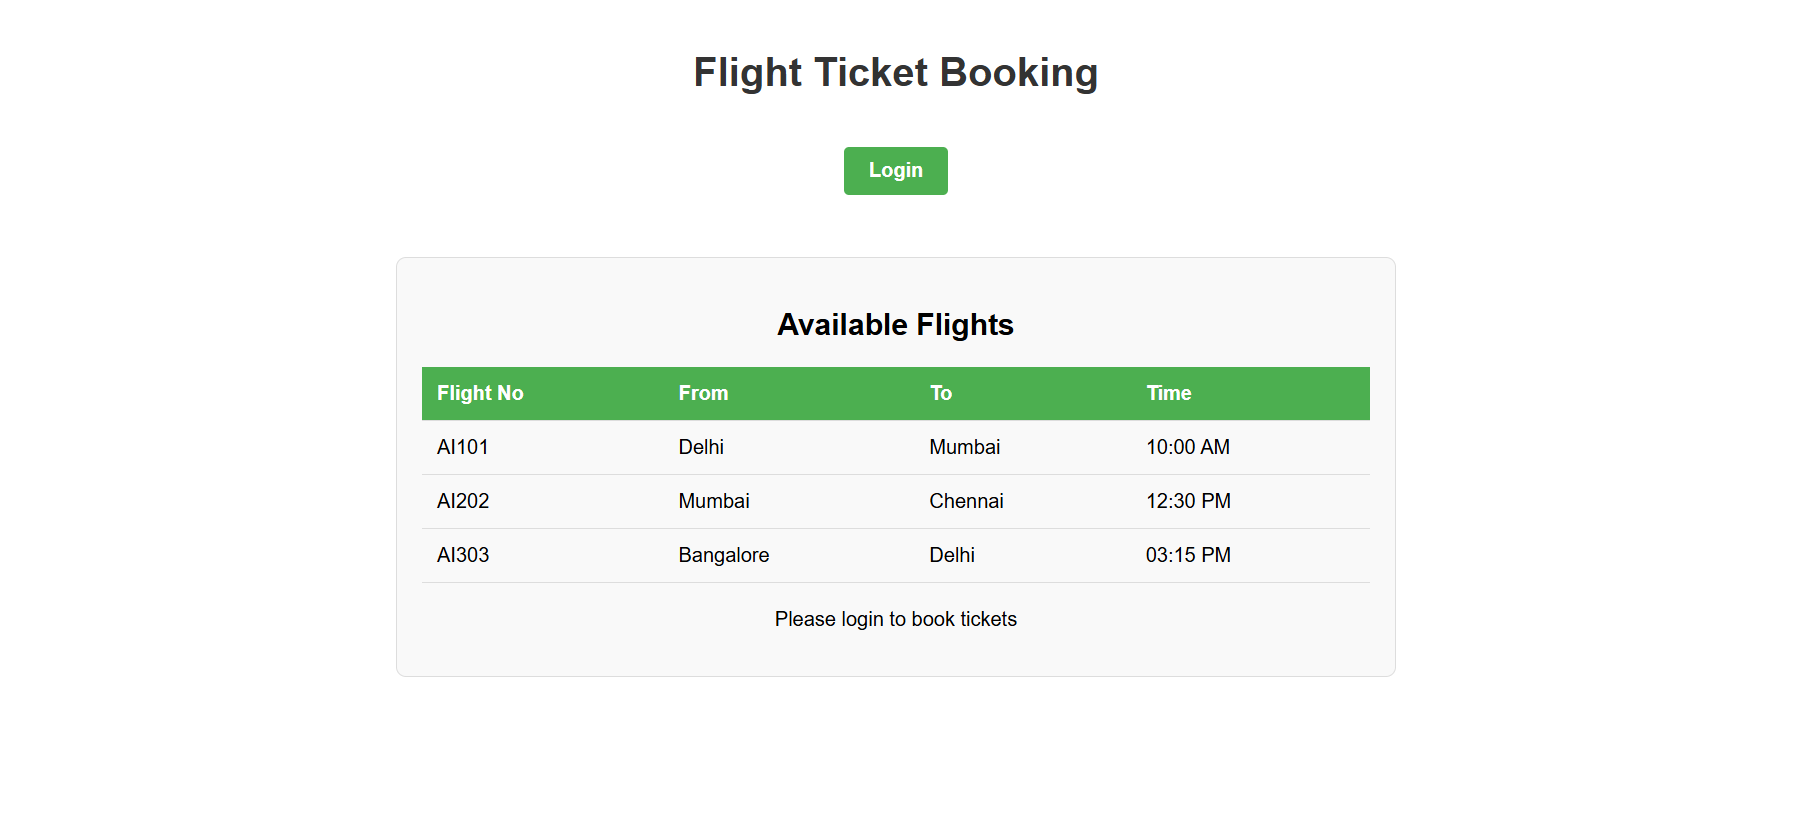 Flight Ticket Booking
Login
Available Flights
Flight No From To Time
AI101 Delhi Mumbai 10:00 AM
AI202 Mumbai Chennai 12:30 PM
AI303 Bangalore Delhi 03:15 PM
Please login to book tickets